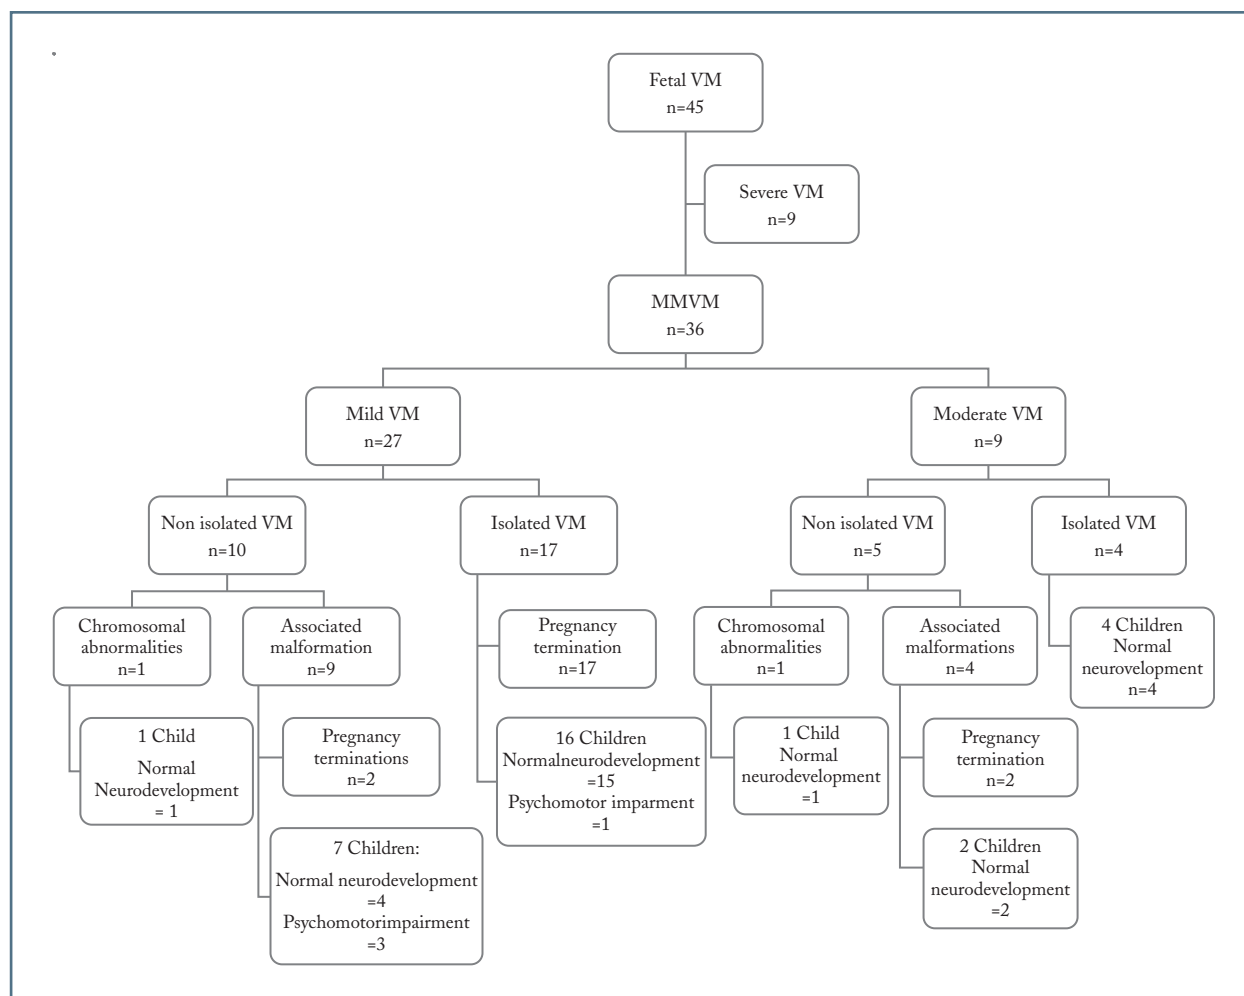 Fetal VM
n=45
Severe VM
n=9
MMVM
n=36
Mild VM
n=27
Moderate VM
n=9
Non isolated VM
n=10
Isolated VM
n=17
Non isolated VM
n=5
Isolated VM
n=4
Chromosomal
abnormalities
n=1
Associated
malformation
n=9
Pregnancy
termination
n=17
Chromosomal
abnormalities
n=1
Associated
malformations
n=4
4 Children
Normal
neurovelopment
n=4
1 Child
Normal
Neurodevelopment
= 1
Pregnancy
terminations
n=2
16 Children
Normalneurodevelopment
=15
Psychomotor imparment
=1
1 Child
Normal
neurodevelopment
=1
Pregnancy
termination
n=2
7 Children:
Normal neurodevelopment
=4
Psychomotorimpairment
=3
2 Children
Normal
neurodevelopment
=2